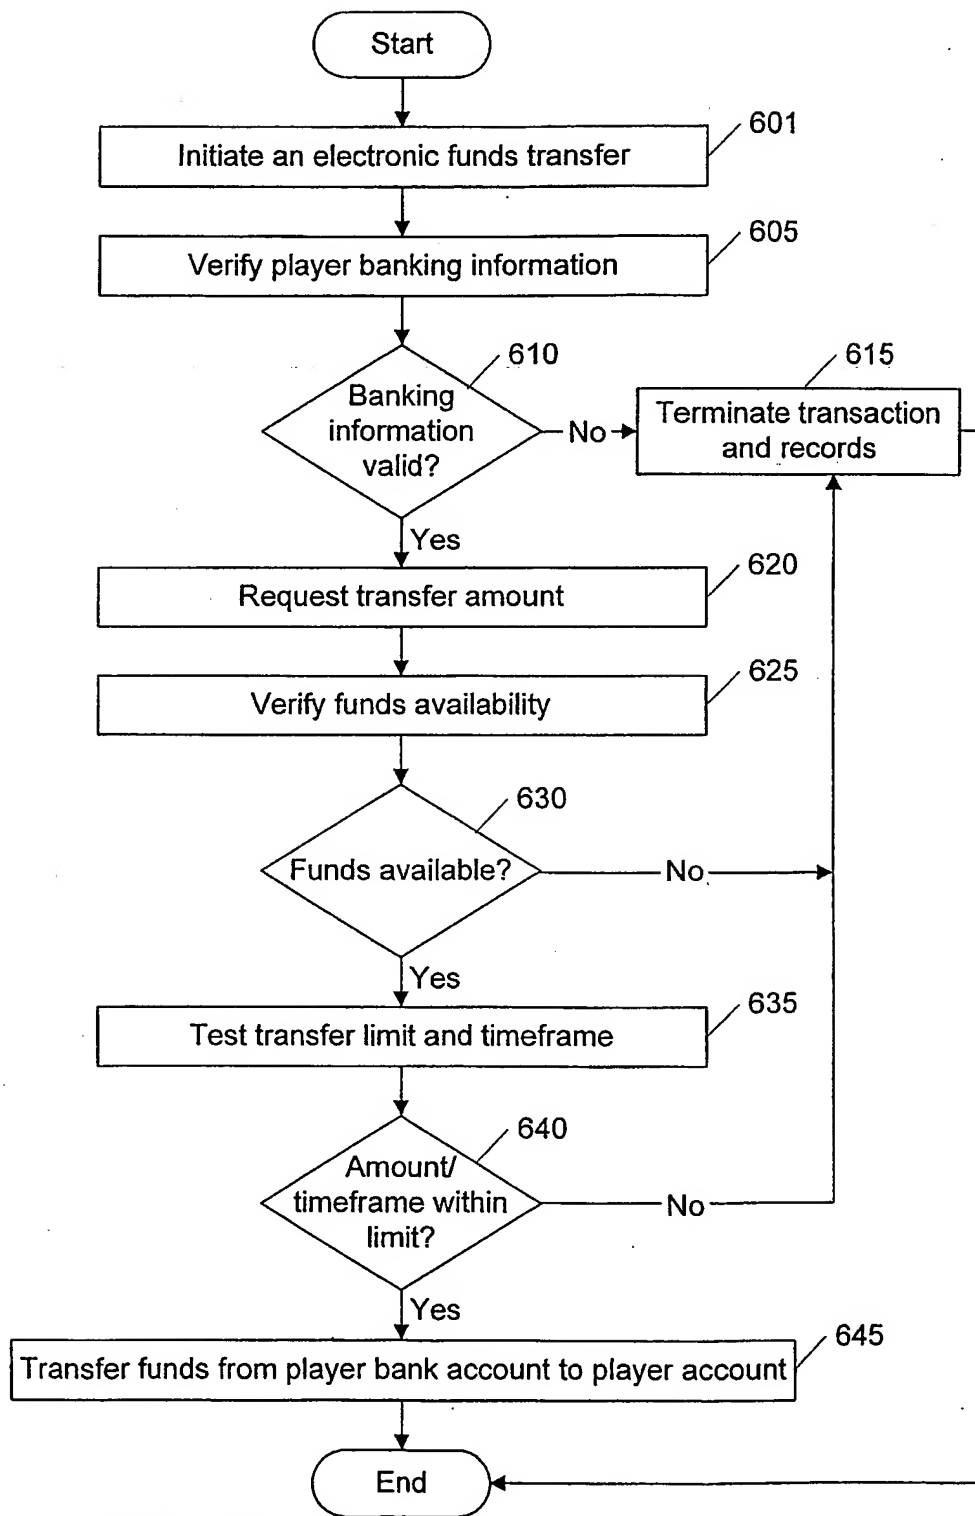 Start
601
Initiate an electronic funds transfer
605
Verify player banking information
610
Banking
information
valid?
No
615
Terminate transaction
and records
Yes
620
Request transfer amount
625
Verify funds availability
630
Funds available?
No
Yes
635
Test transfer limit and timeframe
640
Amount/
timeframe within
limit?
No
Yes
645
Transfer funds from player bank account to player account
End